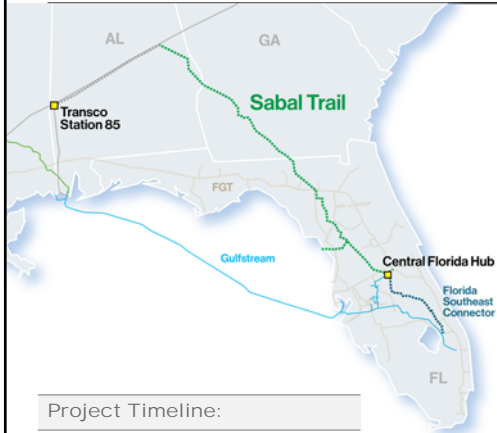 AL
GA
Sabal Trail
Transco
Station 85
FGT
Gulfstream
Central Florida Hub
Florida
Southeast
Connector
FL
Project Timeline: